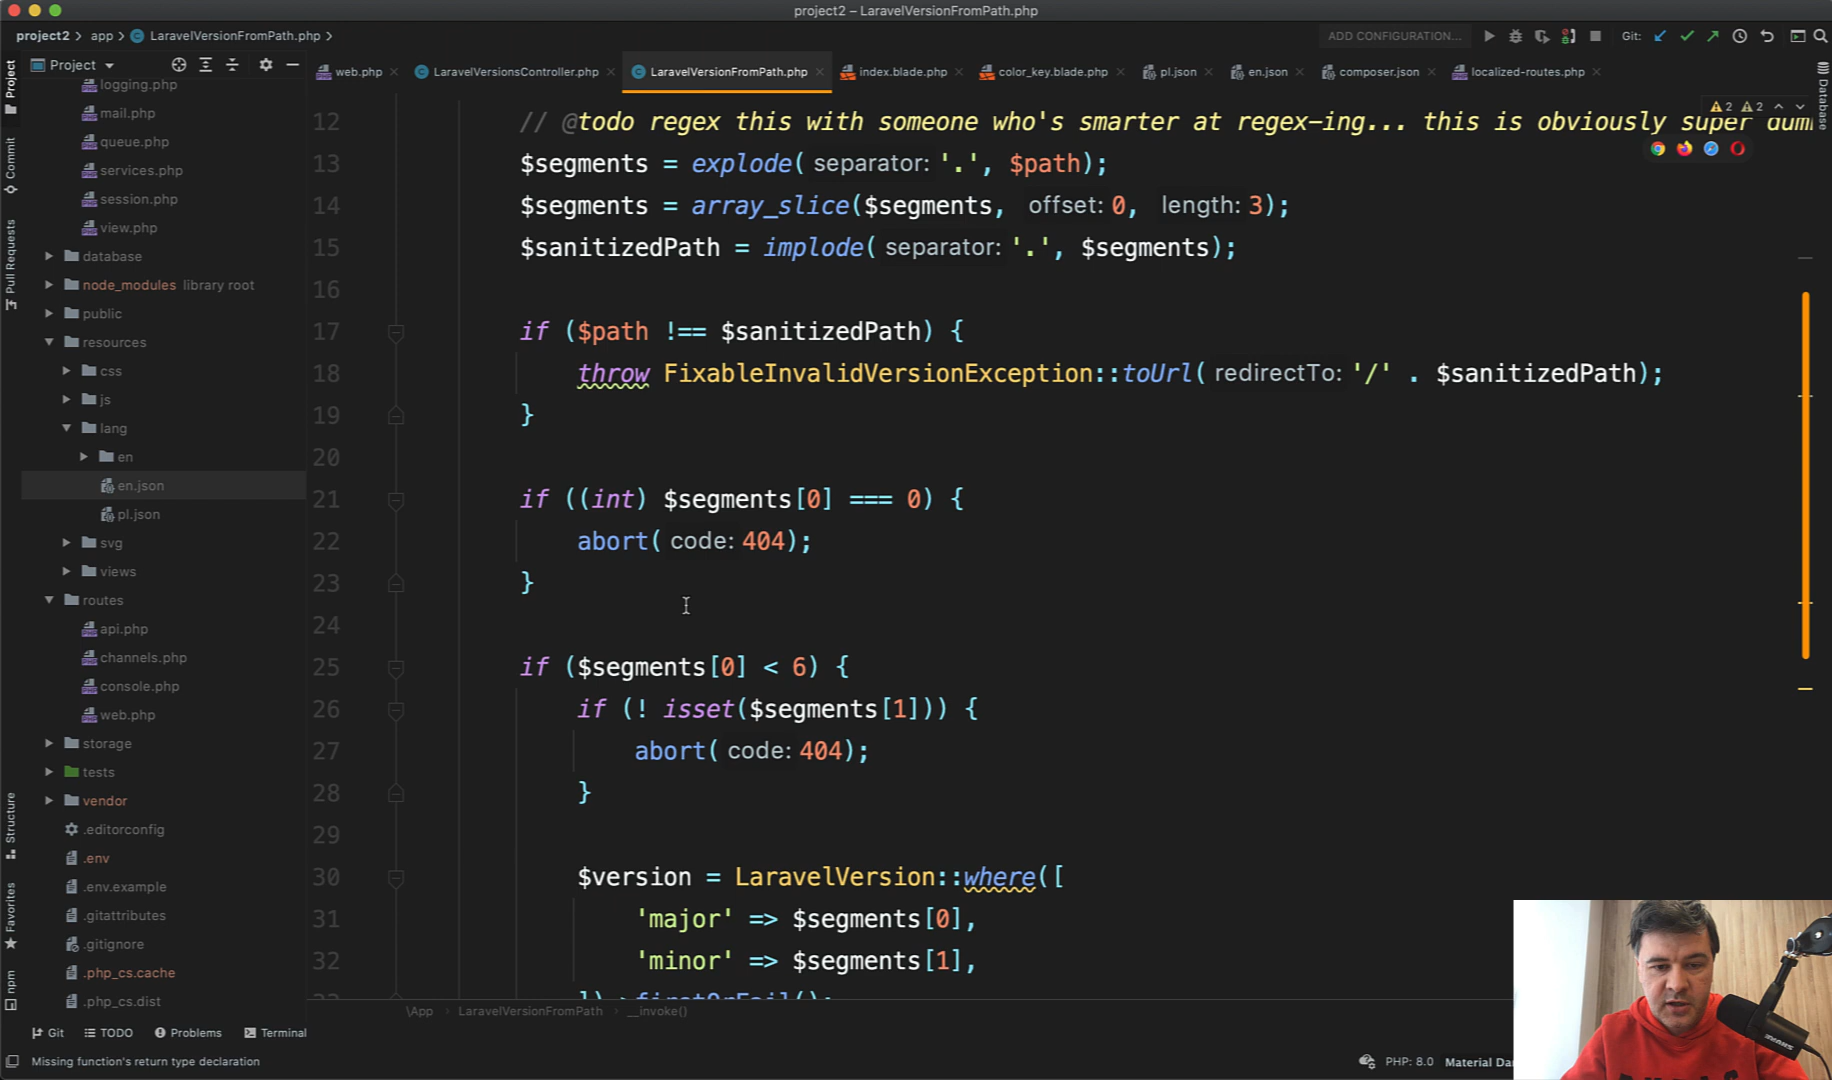 project2 – LaravelVersionFromPath.php
project2 > app > LaravelVersionFromPath.php >
ADD CONFIGURATION...
Git:
Project
web.php
LaravelVersionsController.php
LaravelVersionFromPath.php
index.blade.php
color_key.blade.php
pl.json
en.json
composer.json
localized-routes.php
Project
Commit
Pull Requests
Structure
Favorites
npm
Database
logging.php
mail.php
queue.php
services.php
session.php
view.php
database
node_modules library root
public
resources
css
js
lang
en
en.json
pl.json
svg
views
routes
api.php
channels.php
console.php
web.php
storage
tests
vendor
.editorconfig
.env
.env.example
.gitattributes
.gitignore
.php_cs.cache
.php_cs.dist
2 2
12 // @todo regex this with someone who's smarter at regex-ing... this is obviously super
13 $segments = explode( separator: '.', $path);
14 $segments = array_slice($segments, offset: 0, length: 3);
15 $sanitizedPath = implode( separator: '.', $segments);
16
17 if ($path !== $sanitizedPath) {
18 throw FixableInvalidVersionException::toUrl( redirectTo: '/' . $sanitizedPath);
19 }
20
21 if ((int) $segments[0] === 0) {
22 abort( code: 404);
23 }
24
25 if ($segments[0] < 6) {
26 if (! isset($segments[1])) {
27 abort( code: 404);
28 }
29
30 $version = LaravelVersion::where([
31 'major' => $segments[0],
32 'minor' => $segments[1],
])->firstOrFail();
\App LaravelVersionFromPath __invoke()
Git TODO Problems Terminal
Missing function's return type declaration
PHP: 8.0 Material